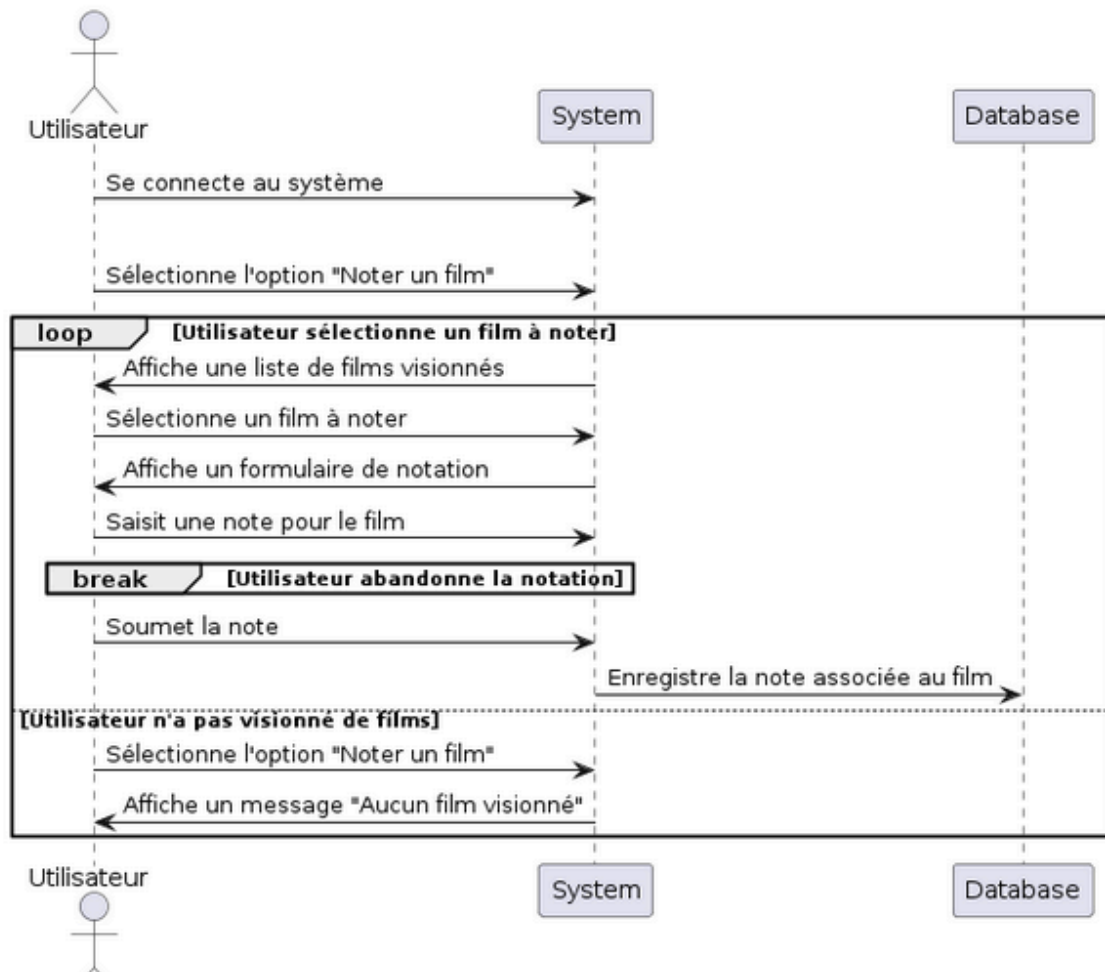 Utilisateur
System
Database
Se connecte au système
Sélectionne l'option "Noter un film"
loop [Utilisateur sélectionne un film à noter]
Affiche une liste de films visionnés
Sélectionne un film à noter
Affiche un formulaire de notation
Saisit une note pour le film
break [Utilisateur abandonne la notation]
Soumet la note
Enregistre la note associée au film
[Utilisateur n'a pas visionné de films]
Sélectionne l'option "Noter un film"
Affiche un message "Aucun film visionné"
Utilisateur
System
Database